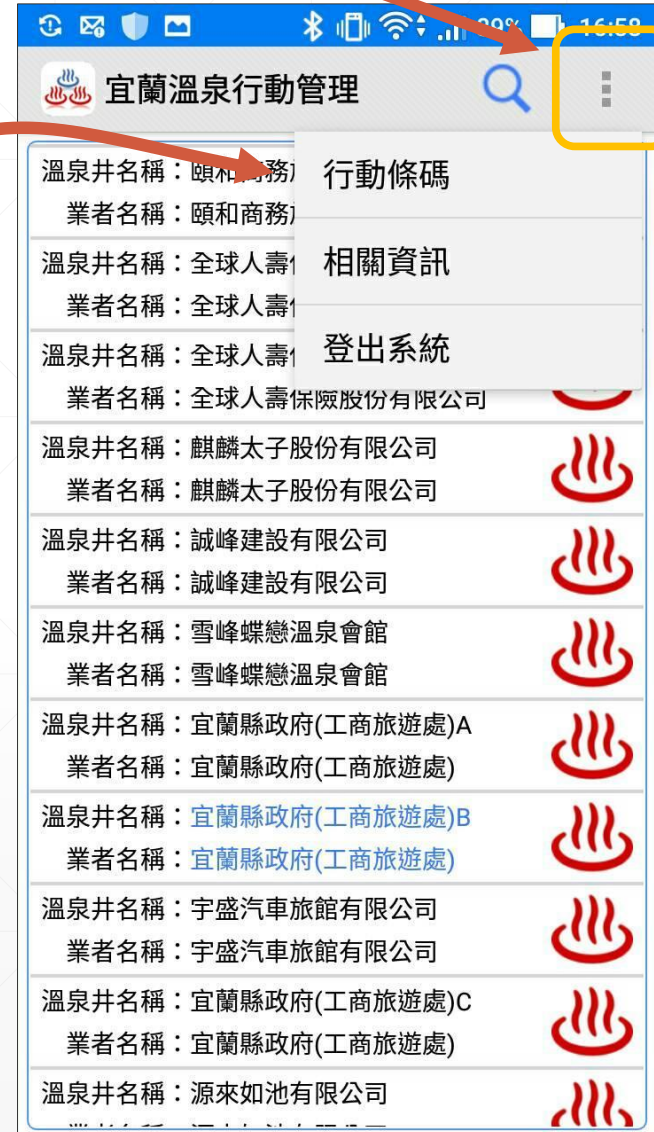 16:58
宜蘭溫泉行動管理
行動條碼
相關資訊
登出系統
溫泉井名稱：頤和商務
業者名稱：頤和商務
溫泉井名稱：全球人壽
業者名稱：全球人壽
溫泉井名稱：全球人壽
業者名稱：全球人壽保險股份有限公司
溫泉井名稱：麒麟太子股份有限公司
業者名稱：麒麟太子股份有限公司
溫泉井名稱：誠峰建設有限公司
業者名稱：誠峰建設有限公司
溫泉井名稱：雪峰蝶戀溫泉會館
業者名稱：雪峰蝶戀溫泉會館
溫泉井名稱：宜蘭縣政府(工商旅遊處)A
業者名稱：宜蘭縣政府(工商旅遊處)
溫泉井名稱：宜蘭縣政府(工商旅遊處)B
業者名稱：宜蘭縣政府(工商旅遊處)
溫泉井名稱：宇盛汽車旅館有限公司
業者名稱：宇盛汽車旅館有限公司
溫泉井名稱：宜蘭縣政府(工商旅遊處)C
業者名稱：宜蘭縣政府(工商旅遊處)
溫泉井名稱：源來如池有限公司